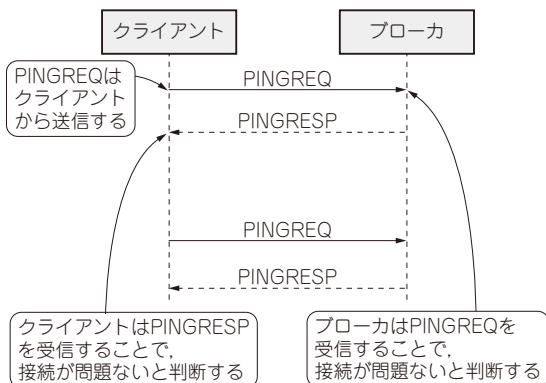 クライアント
ブローカ
PINGREQは
クライアント
から送信する
PINGREQ
PINGRESP
PINGREQ
PINGRESP
クライアントはPINGRESP
を受信することで,
接続が問題ないと判断する
ブローカはPINGREQを
受信することで,
接続が問題ないと判断する